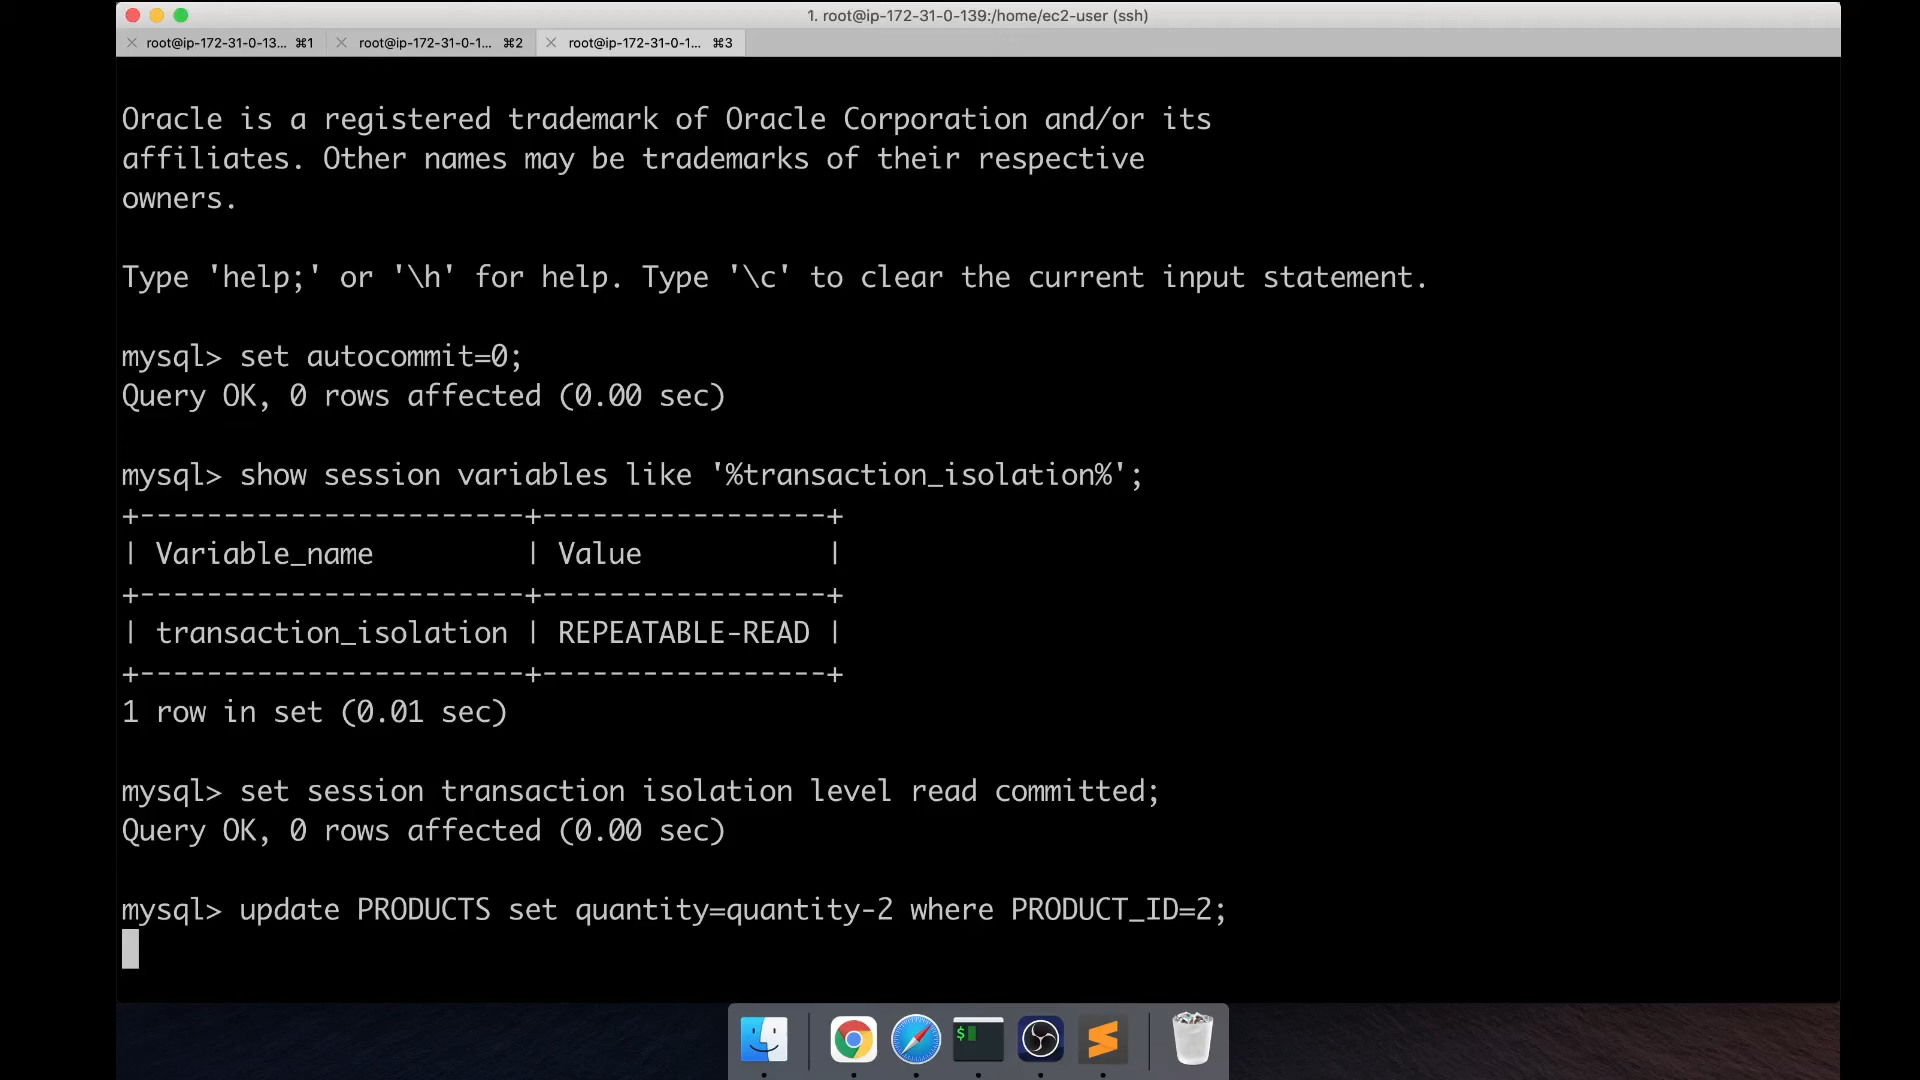 1. root@ip-172-31-0-139:/home/ec2-user (ssh)
root@ip-172-31-0-13... ⌘1 root@ip-172-31-0-1... ⌘2 root@ip-172-31-0-1... ⌘3
Oracle is a registered trademark of Oracle Corporation and/or its
affiliates. Other names may be trademarks of their respective
owners.
Type 'help;' or '\h' for help. Type '\c' to clear the current input statement.
mysql> set autocommit=0;
Query OK, 0 rows affected (0.00 sec)
mysql> show session variables like '%transaction_isolation%';
+-----------------------+-----------------+
| Variable_name         | Value           |
+-----------------------+-----------------+
| transaction_isolation | REPEATABLE-READ |
+-----------------------+-----------------+
1 row in set (0.01 sec)
mysql> set session transaction isolation level read committed;
Query OK, 0 rows affected (0.00 sec)
mysql> update PRODUCTS set quantity=quantity-2 where PRODUCT_ID=2;
$